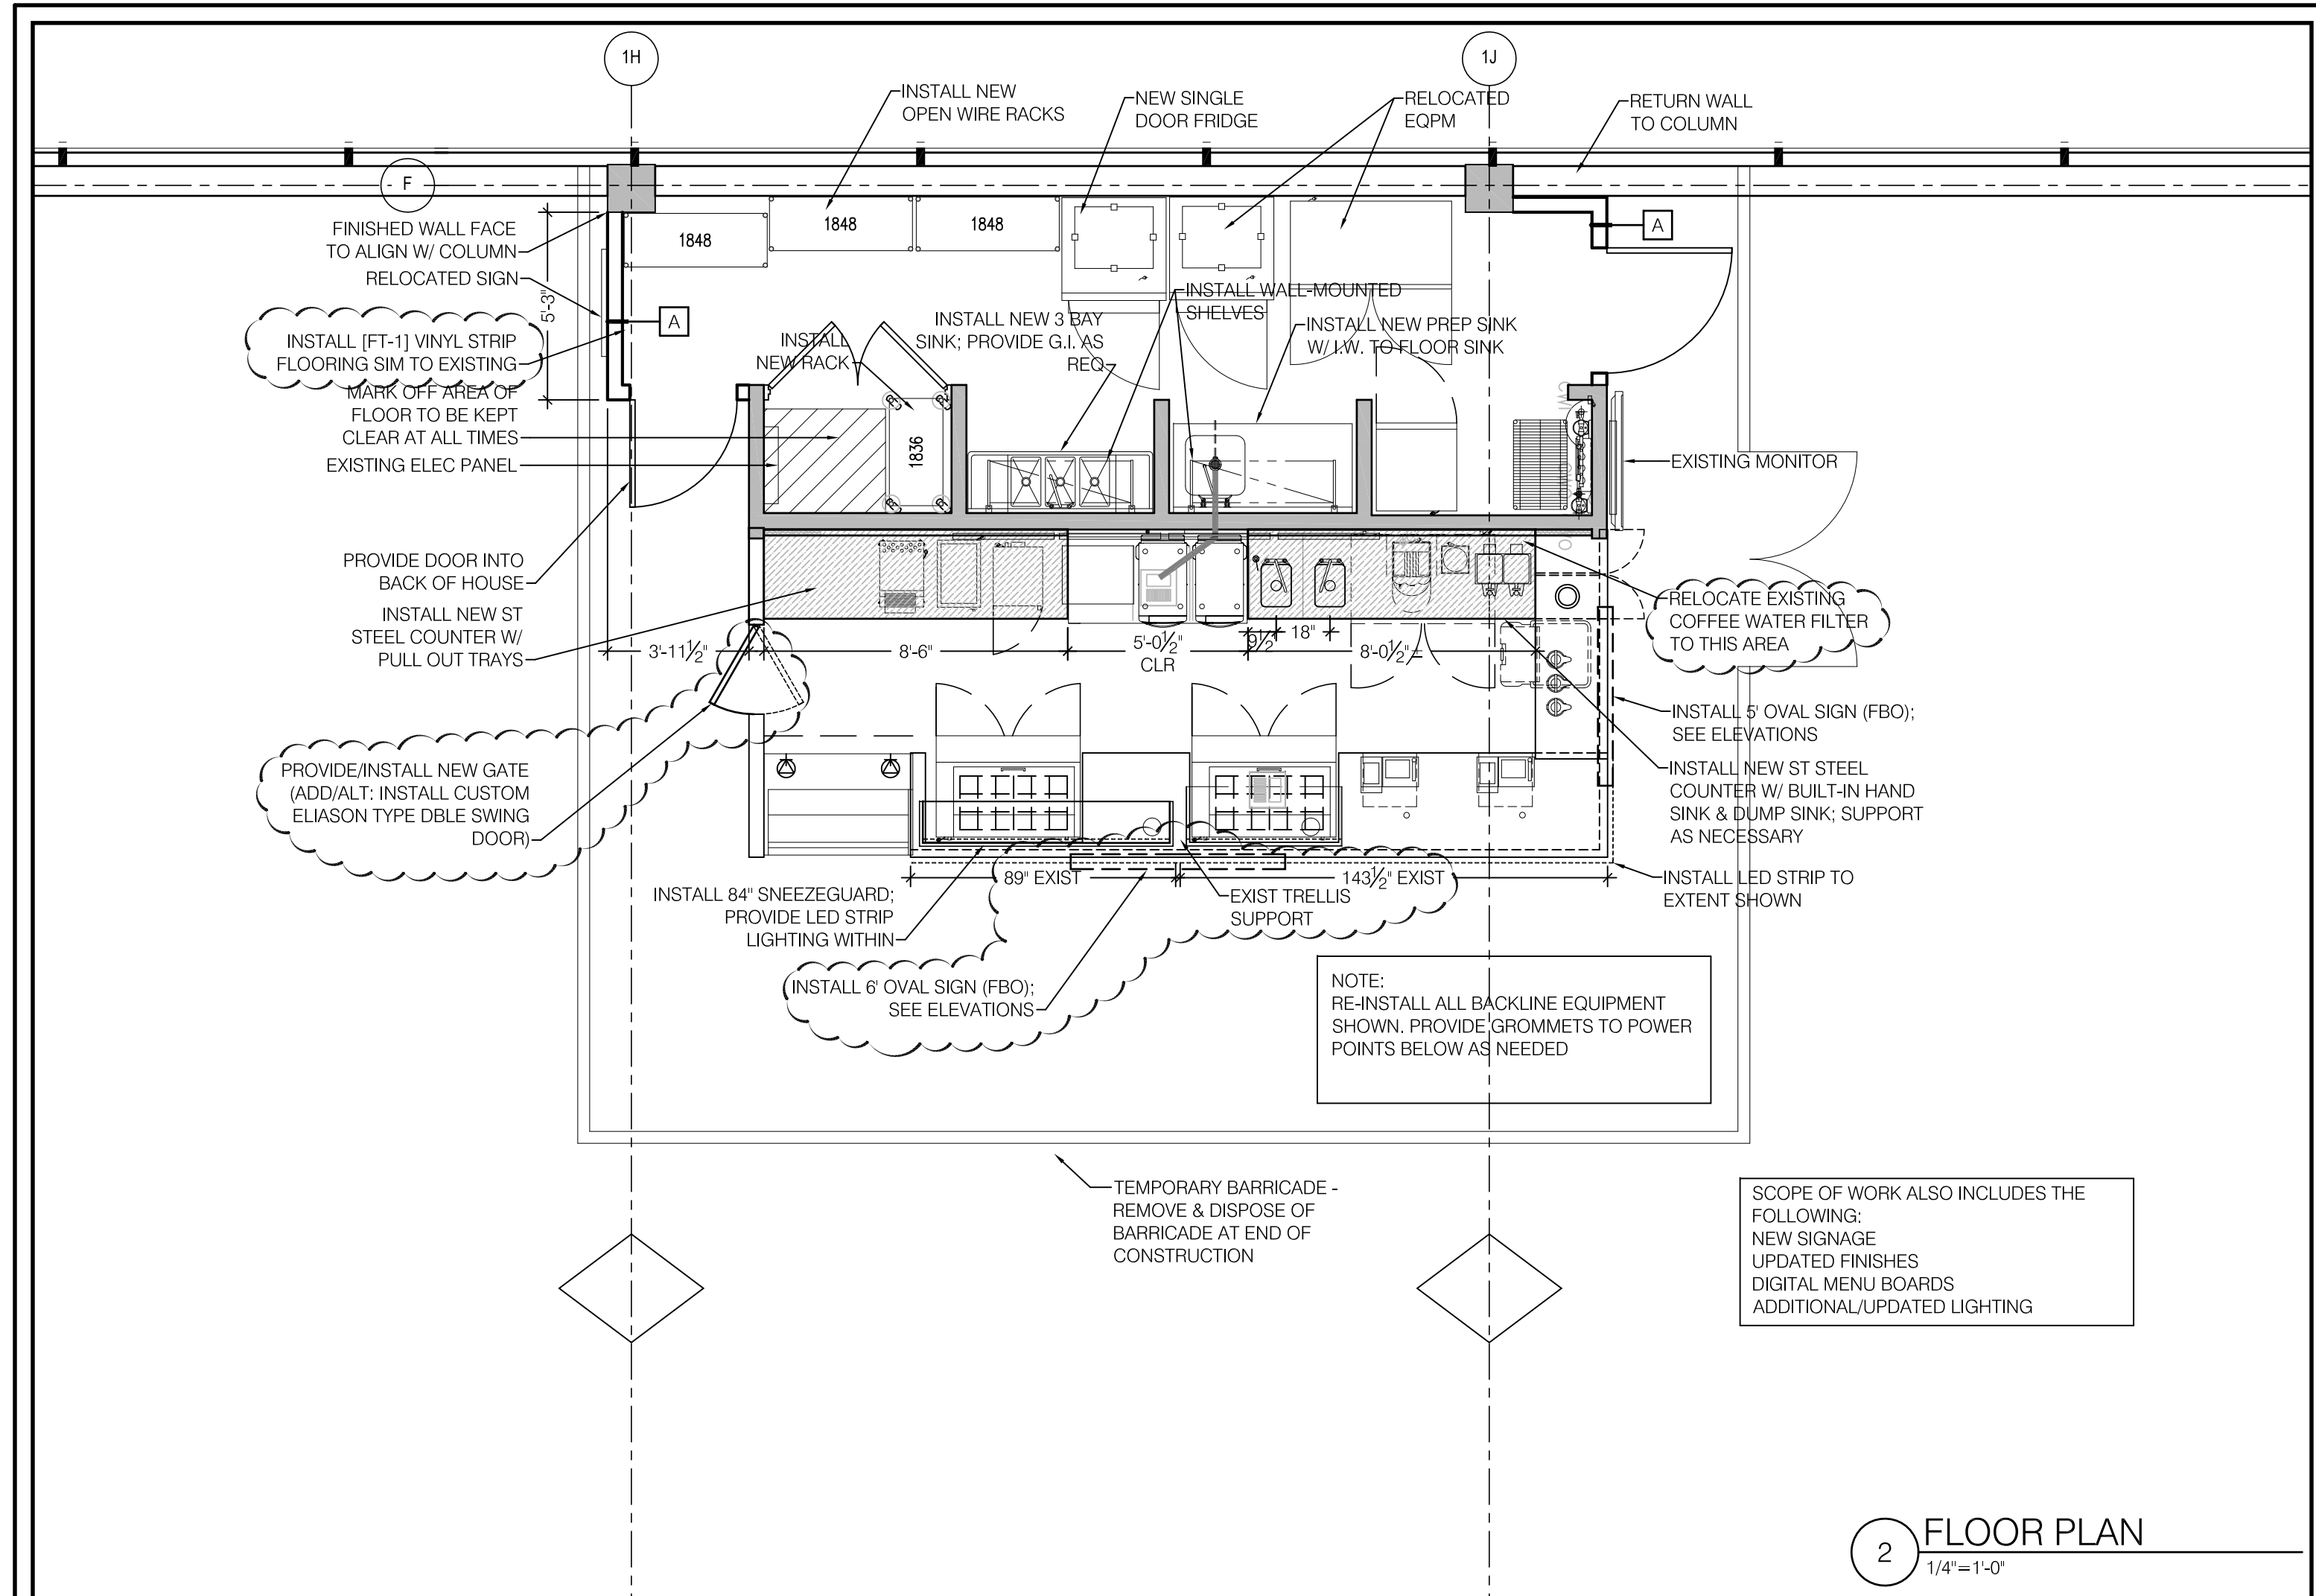 1H
1J
INSTALL NEW
OPEN WIRE RACKS
NEW SINGLE
DOOR FRIDGE
RELOCATED
EQPM
RETURN WALL
TO COLUMN
F
FINISHED WALL FACE
TO ALIGN W/ COLUMN
RELOCATED SIGN
5'-3"
1848
1848
1848
A
A
INSTALL [FT-1] VINYL STRIP
FLOORING SIM TO EXISTING
INSTALL
NEW RACK
INSTALL NEW 3 BAY
SINK; PROVIDE G.I. AS
REQ
INSTALL WALL-MOUNTED
SHELVES
INSTALL NEW PREP SINK
W/ I.W. TO FLOOR SINK
MARK OFF AREA OF
FLOOR TO BE KEPT
CLEAR AT ALL TIMES
EXISTING ELEC PANEL
1836
EXISTING MONITOR
PROVIDE DOOR INTO
BACK OF HOUSE
INSTALL NEW ST
STEEL COUNTER W/
PULL OUT TRAYS
RELOCATE EXISTING
COFFEE WATER FILTER
TO THIS AREA
3'-11½"
8'-6"
5'-0½"
CLR
9½"
18"
8'-0½"±
INSTALL 5' OVAL SIGN (FBO);
SEE ELEVATIONS
PROVIDE/INSTALL NEW GATE
(ADD/ALT: INSTALL CUSTOM
ELIASON TYPE DBLE SWING
DOOR)
INSTALL NEW ST STEEL
COUNTER W/ BUILT-IN HAND
SINK & DUMP SINK; SUPPORT
AS NECESSARY
89" EXIST
143½" EXIST
INSTALL 84" SNEEZEGUARD;
PROVIDE LED STRIP
LIGHTING WITHIN
EXIST TRELLIS
SUPPORT
INSTALL LED STRIP TO
EXTENT SHOWN
INSTALL 6' OVAL SIGN (FBO);
SEE ELEVATIONS
NOTE:
RE-INSTALL ALL BACKLINE EQUIPMENT
SHOWN. PROVIDE GROMMETS TO POWER
POINTS BELOW AS NEEDED
TEMPORARY BARRICADE -
REMOVE & DISPOSE OF
BARRICADE AT END OF
CONSTRUCTION
SCOPE OF WORK ALSO INCLUDES THE
FOLLOWING:
NEW SIGNAGE
UPDATED FINISHES
DIGITAL MENU BOARDS
ADDITIONAL/UPDATED LIGHTING
2
FLOOR PLAN
1/4"=1'-0"